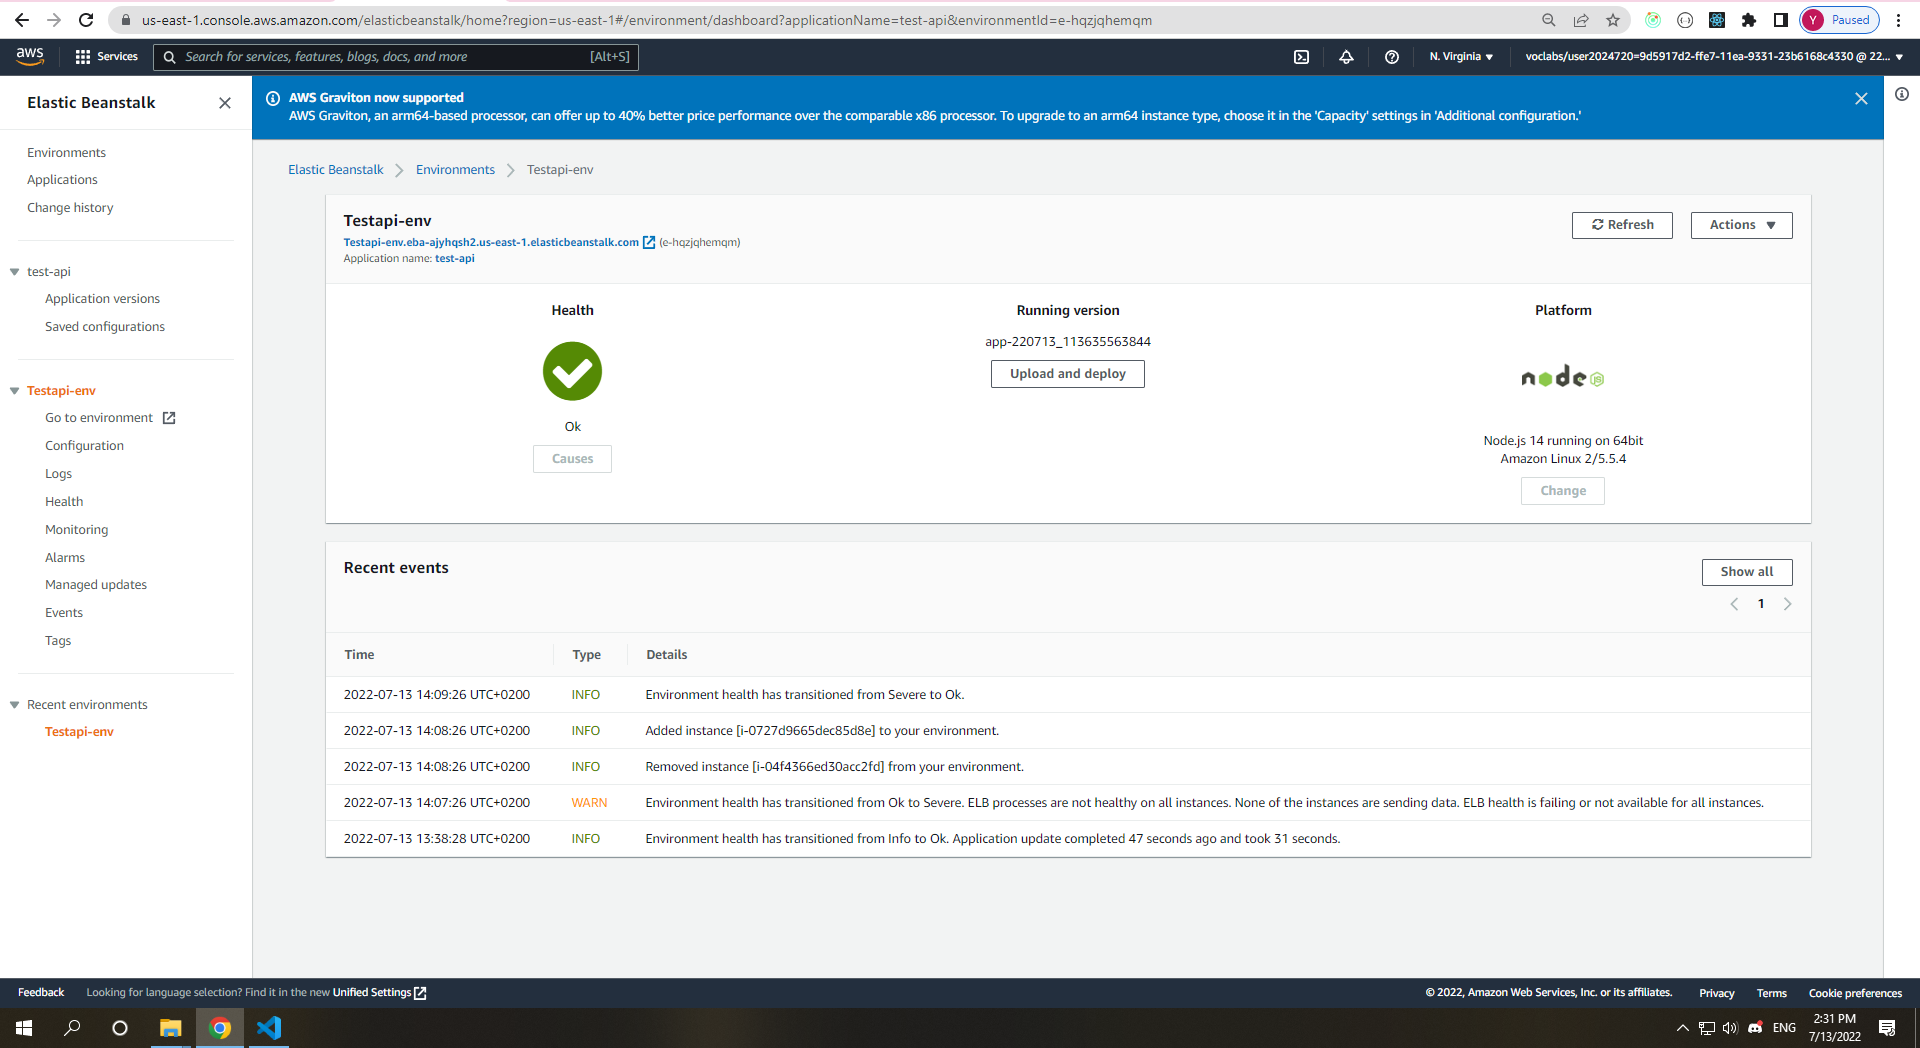 us-east-1.console.aws.amazon.com/elasticbeanstalk/home?region=us-east-1#/environment/dashboard?applicationName=test-api&environmentId=e-hqzjqhemqm
Y Paused
aws
Services
Search for services, features, blogs, docs, and more [Alt+S]
N. Virginia
voclabs/user2024720=9d5917d2-ffe7-11ea-9331-23b6168c4330 @ 22...
Elastic Beanstalk
Environments
Applications
Change history
test-api
Application versions
Saved configurations
Testapi-env
Go to environment
Configuration
Logs
Health
Monitoring
Alarms
Managed updates
Events
Tags
Recent environments
Testapi-env
AWS Graviton now supported
AWS Graviton, an arm64-based processor, can offer up to 40% better price performance over the comparable x86 processor. To upgrade to an arm64 instance type, choose it in the 'Capacity' settings in 'Additional configuration.'
Elastic Beanstalk Environments Testapi-env
Testapi-env
Testapi-env.eba-ajyhqsh2.us-east-1.elasticbeanstalk.com (e-hqzjqhemqm)
Application name: test-api
Refresh
Actions
Health
Ok
Causes
Running version
app-220713_113635563844
Upload and deploy
Platform
node JS
Node.js 14 running on 64bit
Amazon Linux 2/5.5.4
Change
Recent events
Show all
1
Time Type Details
2022-07-13 14:09:26 UTC+0200 INFO Environment health has transitioned from Severe to Ok.
2022-07-13 14:08:26 UTC+0200 INFO Added instance [i-0727d9665dec85d8e] to your environment.
2022-07-13 14:08:26 UTC+0200 INFO Removed instance [i-04f4366ed30acc2fd] from your environment.
2022-07-13 14:07:26 UTC+0200 WARN Environment health has transitioned from Ok to Severe. ELB processes are not healthy on all instances. None of the instances are sending data. ELB health is failing or not available for all instances.
2022-07-13 13:38:28 UTC+0200 INFO Environment health has transitioned from Info to Ok. Application update completed 47 seconds ago and took 31 seconds.
Feedback Looking for language selection? Find it in the new Unified Settings
© 2022, Amazon Web Services, Inc. or its affiliates. Privacy Terms Cookie preferences
ENG
2:31 PM
7/13/2022